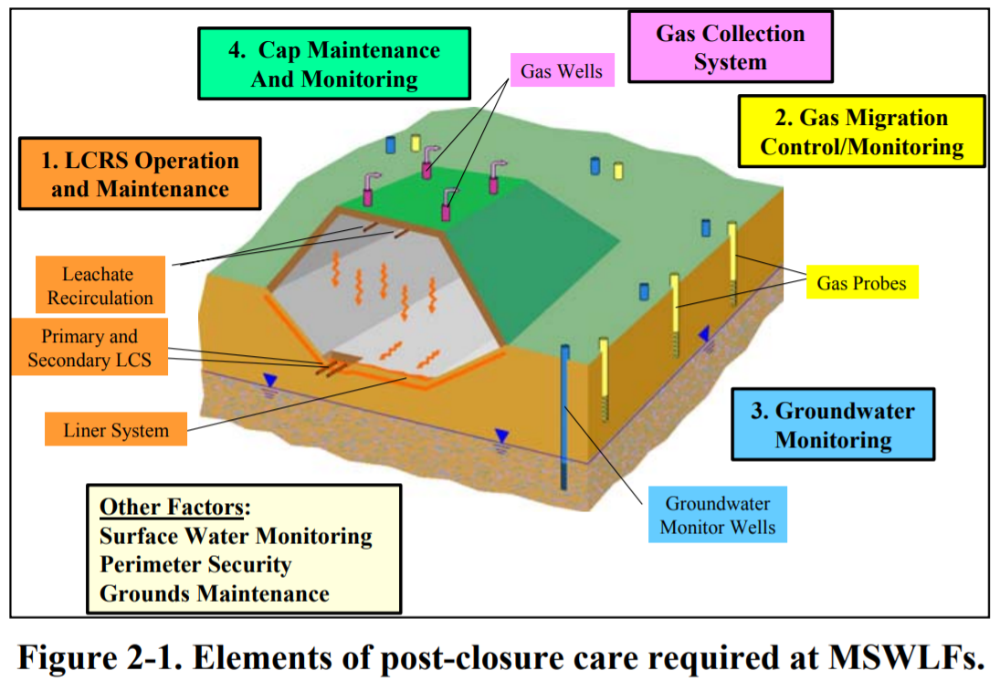 4. Cap Maintenance
And Monitoring
Gas Wells
Gas Collection
System
2. Gas Migration
Control/Monitoring
1. LCRS Operation
and Maintenance
Leachate
Recirculation
Gas Probes
Primary and
Secondary LCS
Liner System
3. Groundwater
Monitoring
Groundwater
Monitor Wells
Other Factors:
Surface Water Monitoring
Perimeter Security
Grounds Maintenance
Figure 2-1. Elements of post-closure care required at MSWLFs.